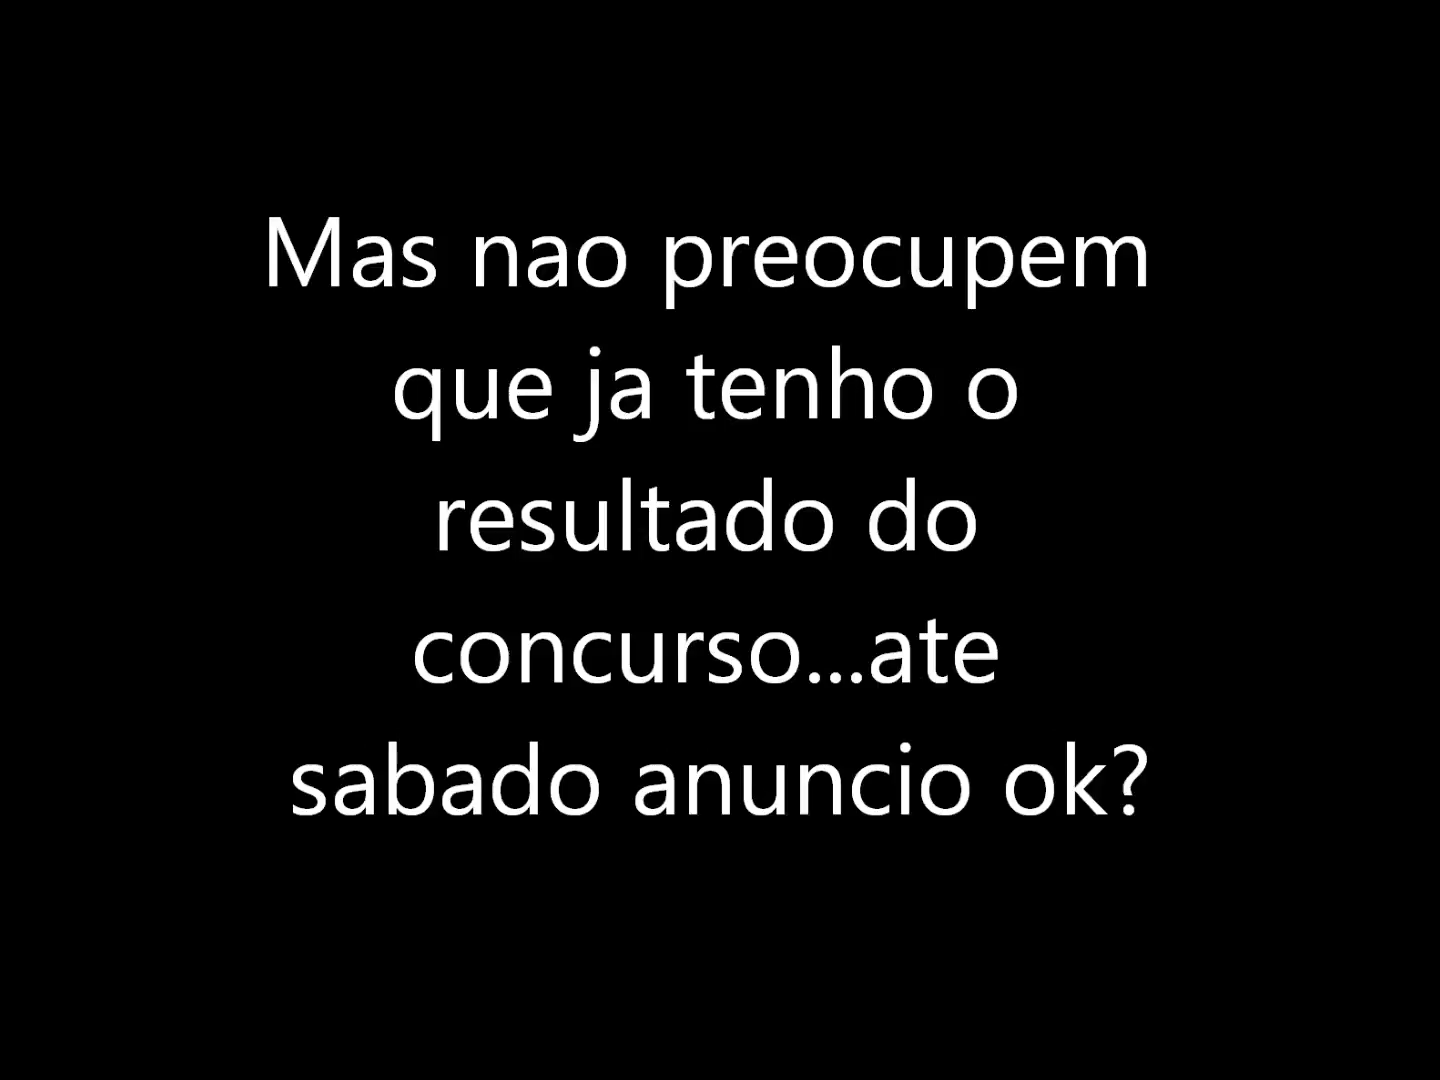 Mas nao preocupem
que ja tenho o
resultado do
concurso...ate
sabado anuncio ok?